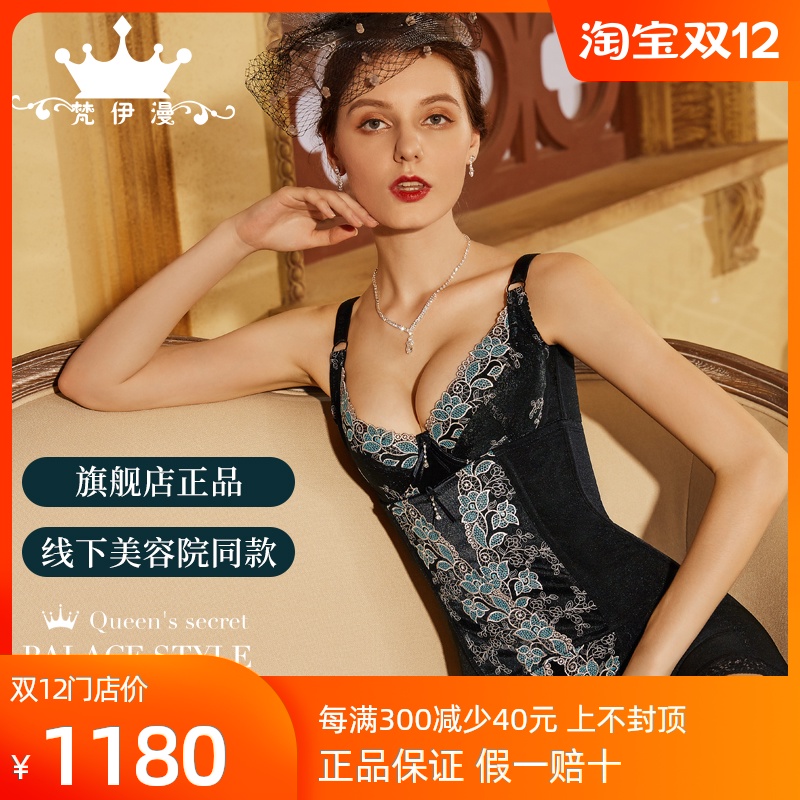 淘宝双12
梵伊漫
旗舰店正品
线下美容院同款
Queen's secret
PALACE STYLE
双12门店价
¥1180
每满300减少40元 上不封顶
正品保证 假一赔十